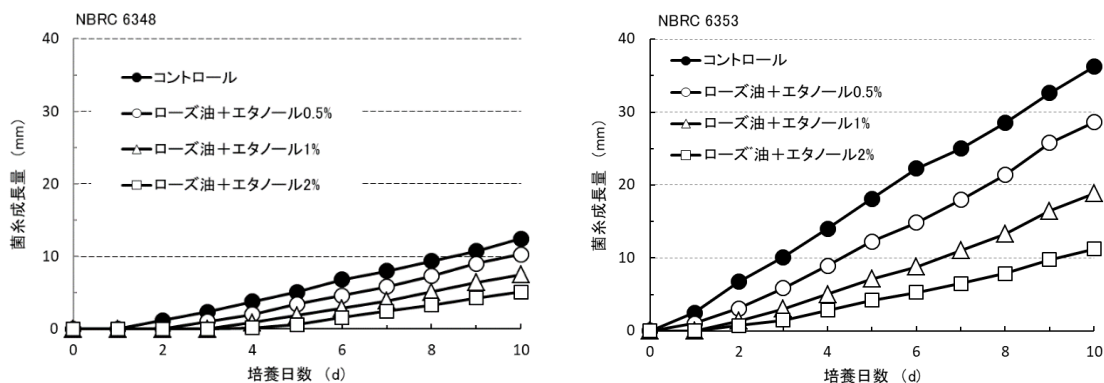 NBRC 6348
40
30
20
10
0
菌糸成長量 (mm)
コントロール
ローズ油+エタノール0.5%
ローズ油+エタノール1%
ローズ油+エタノール2%
0 2 4 6 8 10
培養日数 (d)
NBRC 6353
40
30
20
10
0
菌糸成長量 (mm)
コントロール
ローズ油+エタノール0.5%
ローズ油+エタノール1%
ローズ゛油+エタノール2%
0 2 4 6 8 10
培養日数 (d)